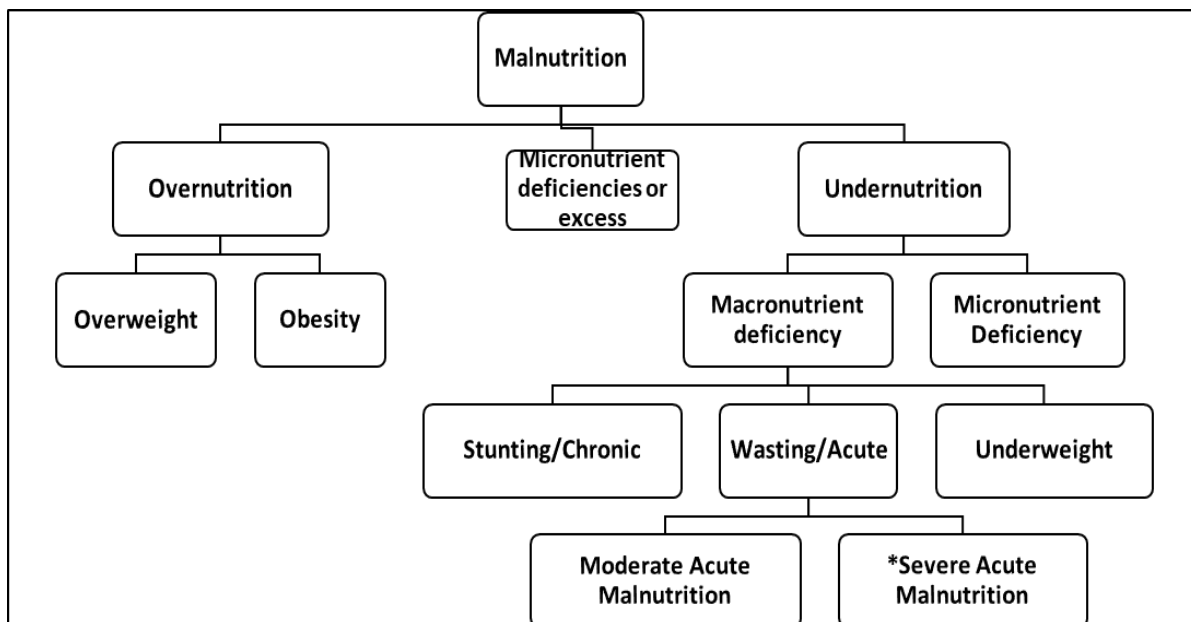 Malnutrition
Overnutrition
Micronutrient
deficiencies or
excess
Undernutrition
Overweight
Obesity
Macronutrient
deficiency
Micronutrient
Deficiency
Stunting/Chronic
Wasting/Acute
Underweight
Moderate Acute
Malnutrition
*Severe Acute
Malnutrition